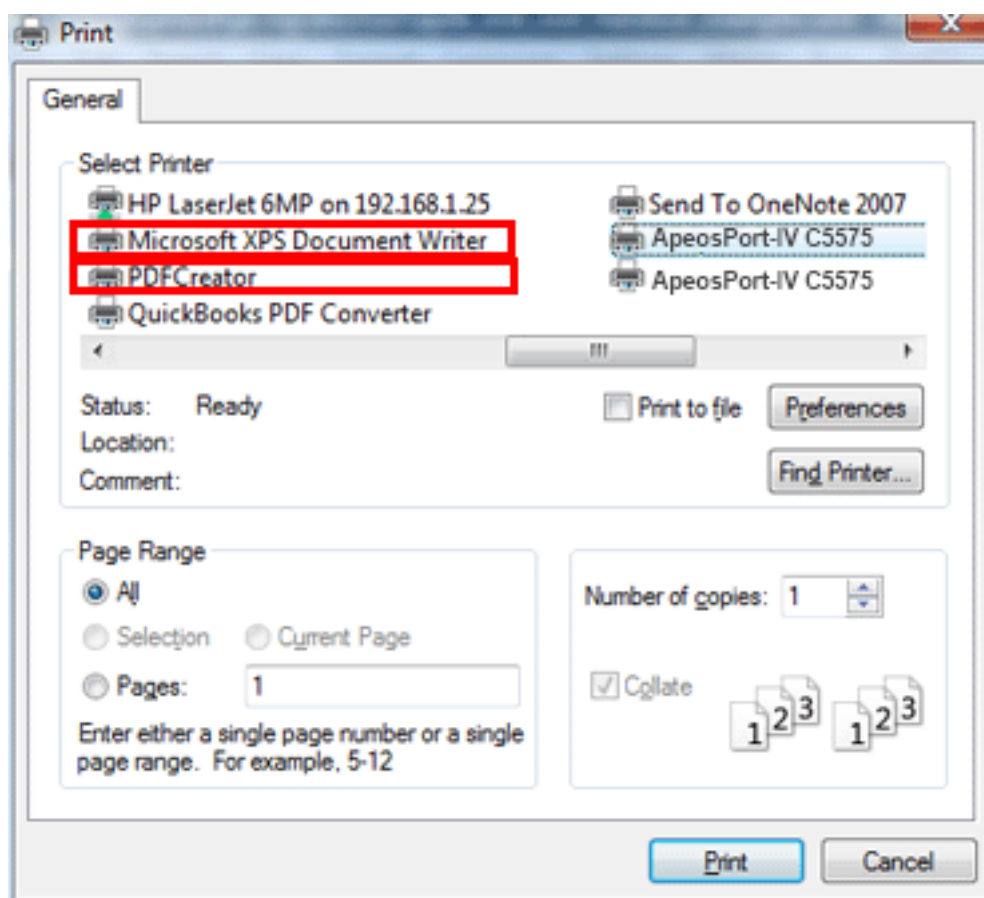 Print
X
General
Select Printer
HP LaserJet 6MP on 192.168.1.25
Microsoft XPS Document Writer
PDFCreator
QuickBooks PDF Converter
Send To OneNote 2007
ApeosPort-IV C5575
ApeosPort-IV C5575
Status: Ready
Location:
Comment:
Print to file
Preferences
Find Printer...
Page Range
All
Selection Current Page
Pages: 1
Enter either a single page number or a single
page range. For example, 5-12
Number of copies: 1
Collate
1 2 3 1 2 3
Print Cancel